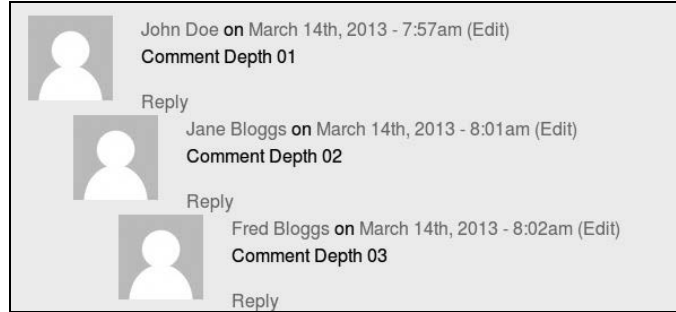 John Doe on March 14th, 2013 - 7:57am (Edit)
Comment Depth 01
Reply
Jane Bloggs on March 14th, 2013 - 8:01am (Edit)
Comment Depth 02
Reply
Fred Bloggs on March 14th, 2013 - 8:02am (Edit)
Comment Depth 03
Reply